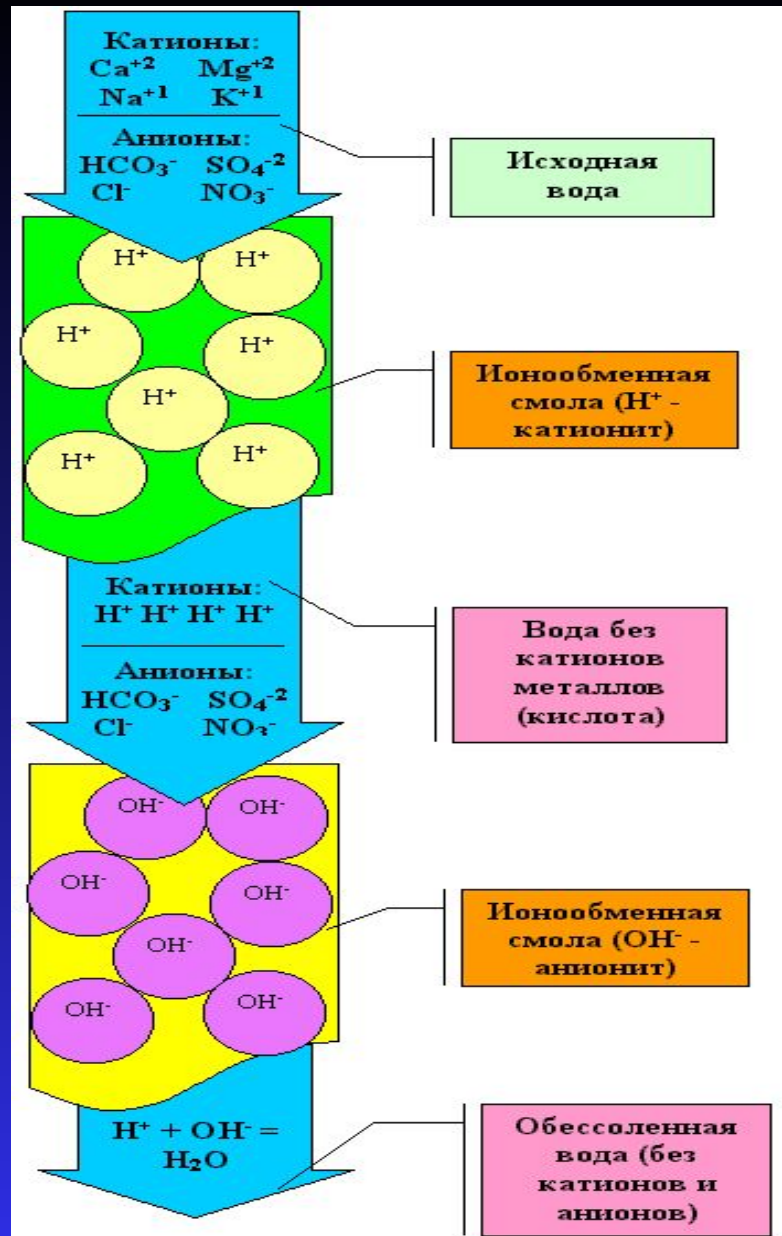 Катионы:
Ca⁺² Mg⁺²
Na⁺¹ K⁺¹
Анионы:
HCO₃⁻ SO₄⁻²
Cl⁻ NO₃⁻
Исходная
вода
H⁺ H⁺
H⁺ H⁺
H⁺
H⁺ H⁺
Ионообменная
смола (H⁺ -
катионит)
Катионы:
H⁺ H⁺ H⁺ H⁺
Анионы:
HCO₃⁻ SO₄⁻²
Cl⁻ NO₃⁻
Вода без
катионов
металлов
(кислота)
OH⁻ OH⁻
OH⁻ OH⁻
OH⁻
OH⁻ OH⁻
Ионообменная
смола (OH⁻ -
анионит)
H⁺ + OH⁻ =
H₂O
Обессоленная
вода (без
катионов и
анионов)